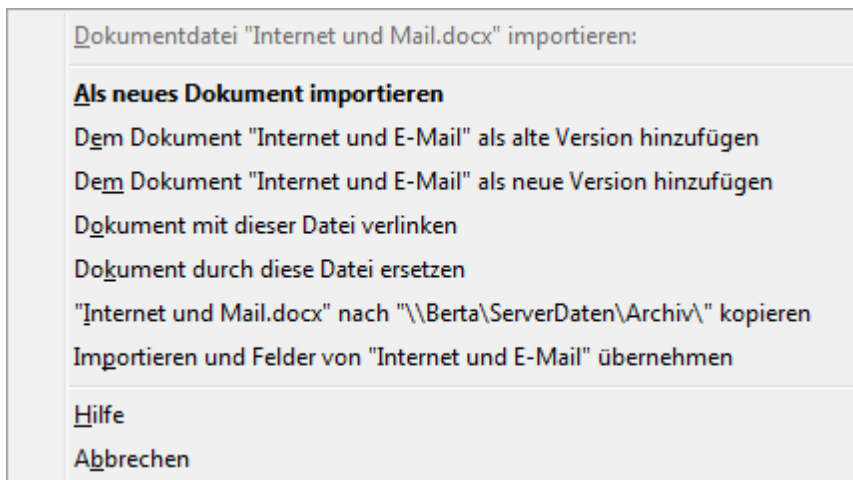 Dokumentdatei "Internet und Mail.docx" importieren:
Als neues Dokument importieren
Dem Dokument "Internet und E-Mail" als alte Version hinzufügen
Dem Dokument "Internet und E-Mail" als neue Version hinzufügen
Dokument mit dieser Datei verlinken
Dokument durch diese Datei ersetzen
"Internet und Mail.docx" nach "\\Berta\ServerDaten\Archiv\" kopieren
Importieren und Felder von "Internet und E-Mail" übernehmen
Hilfe
Abbrechen